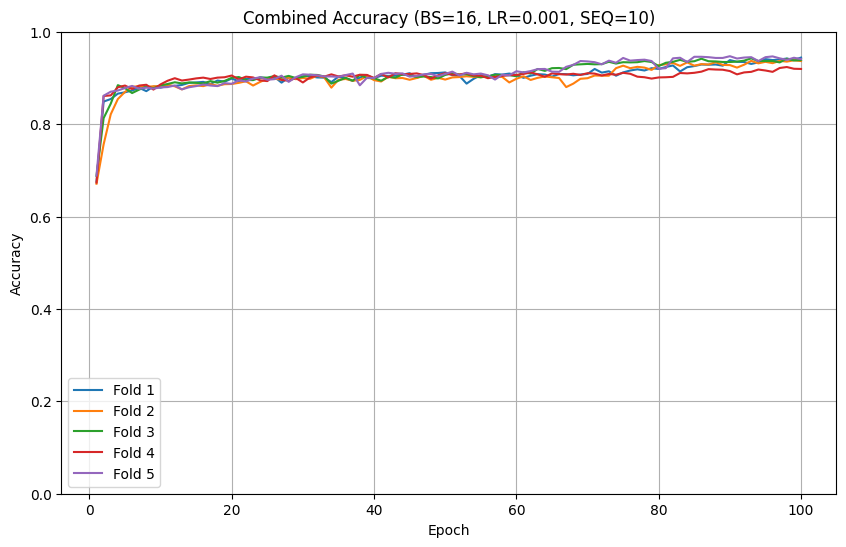 Combined Accuracy (BS=16, LR=0.001, SEQ=10)
1.0
0.8
0.6
0.4
0.2
0.0
Accuracy
Fold 1
Fold 2
Fold 3
Fold 4
Fold 5
0 20 40 60 80 100
Epoch